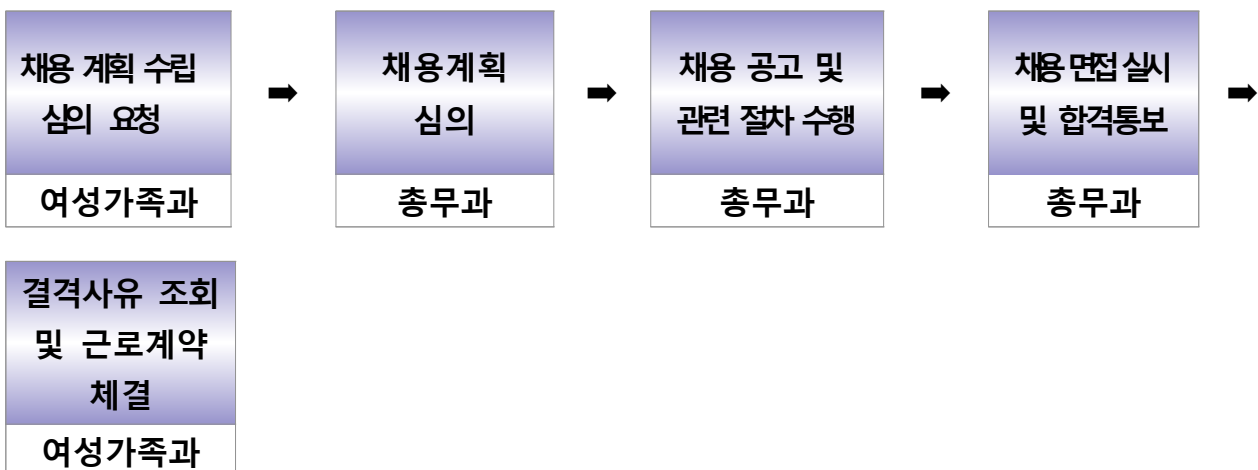 채용 계획 수립
심의 요청
➡
채용계획
심의
➡
채용 공고 및
관련 절차 수행
➡
채용 면접 실시
및 합격통보
➡
여성가족과
총무과
총무과
총무과
결격사유 조회
및 근로계약
체결
여성가족과